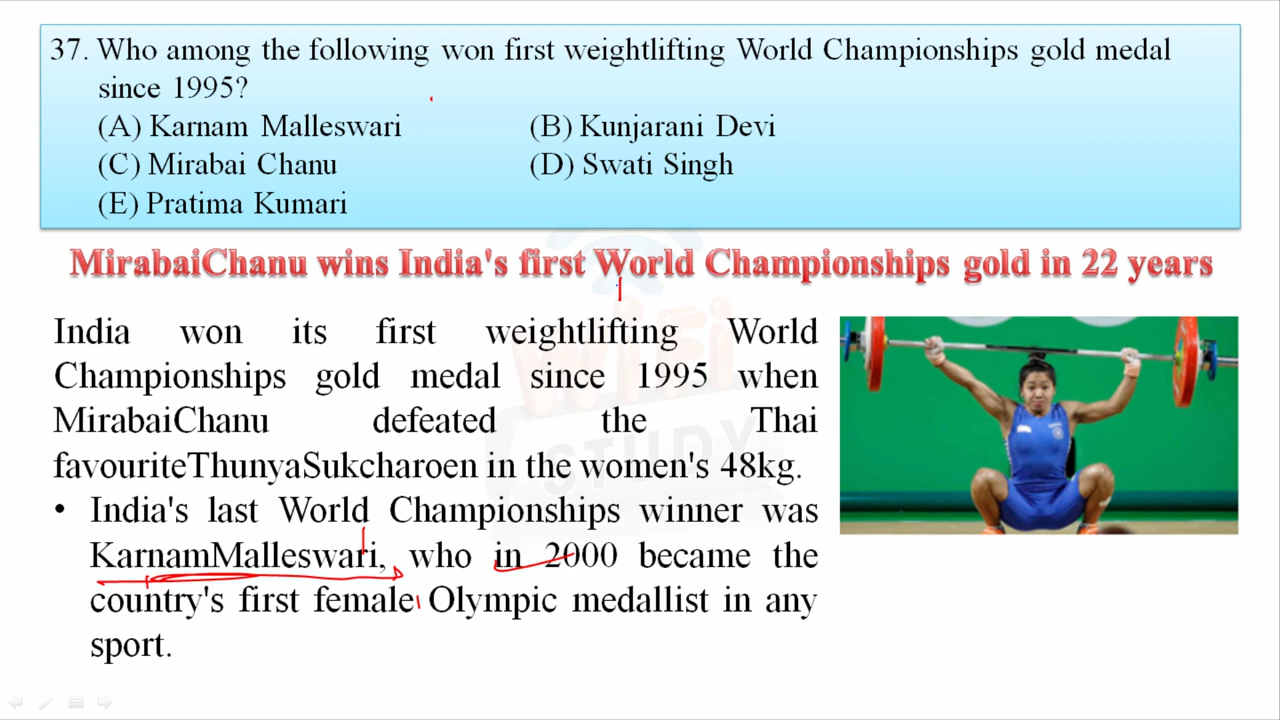 37. Who among the following won first weightlifting World Championships gold medal
since 1995?
(A) Karnam Malleswari (B) Kunjarani Devi
(C) Mirabai Chanu (D) Swati Singh
(E) Pratima Kumari
MirabaiChanu wins India's first World Championships gold in 22 years
India won its first weightlifting World
Championships gold medal since 1995 when
MirabaiChanu defeated the Thai
favouriteThunyaSukcharoen in the women's 48kg.
• India's last World Championships winner was
KarnamMalleswari, who in 2000 became the
country's first female Olympic medallist in any
sport.
WiFi
STUDY